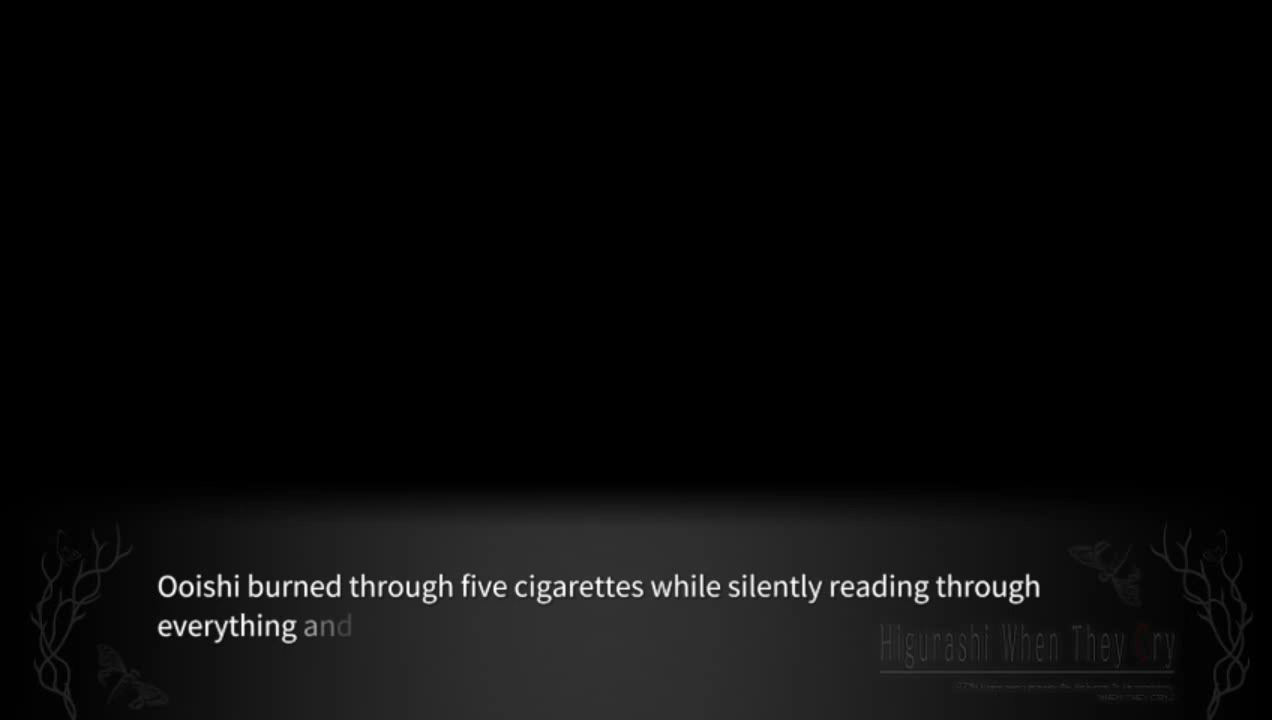 Ooishi burned through five cigarettes while silently reading through
everything and
Higurashi When They Cry